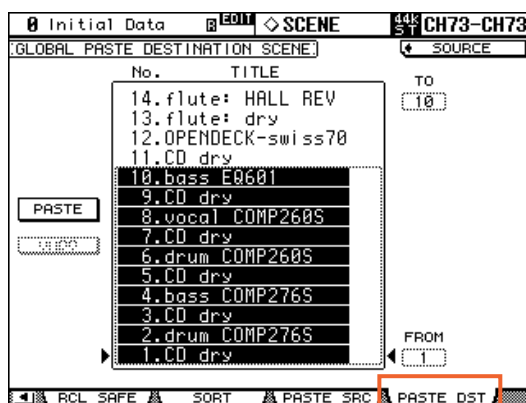 0 Initial Data EDIT ◇SCENE 44k ST CH73-CH73
GLOBAL PASTE DESTINATION SCENE
SOURCE
No. TITLE
TO
10
14.flute: HALL REV
13.flute: dry
12.OPENDECK-swiss70
11.CD dry
10.bass EQ601
9.CD dry
8.vocal COMP260S
7.CD dry
6.drum COMP260S
5.CD dry
4.bass COMP276S
3.CD dry
2.drum COMP276S
1.CD dry
PASTE
FROM
1
RCL SAFE SORT PASTE SRC PASTE DST